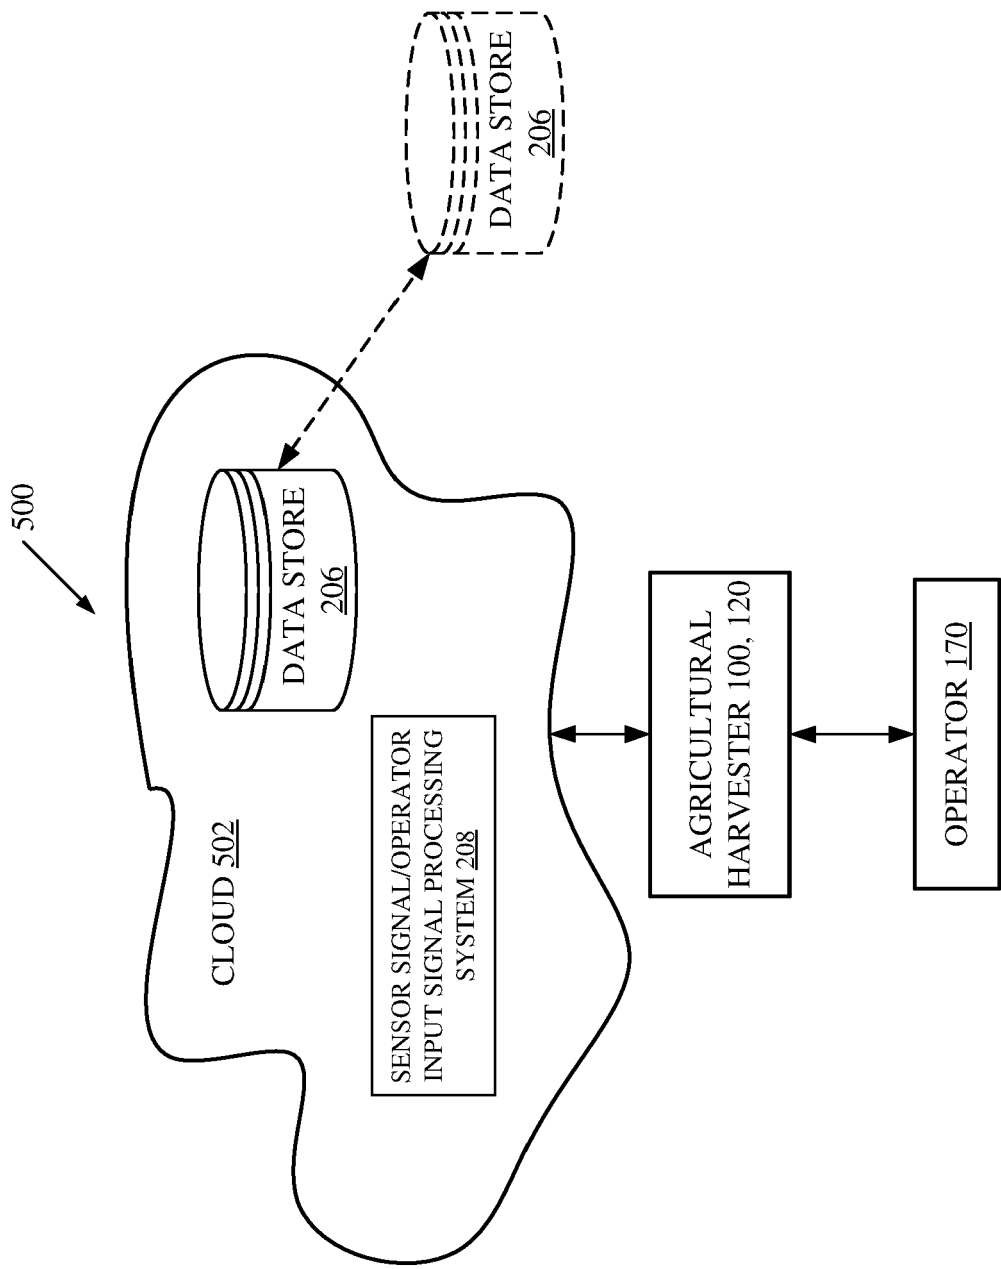 500
CLOUD 502
DATA STORE
206
DATA STORE
206
SENSOR SIGNAL/OPERATOR
INPUT SIGNAL PROCESSING
SYSTEM 208
AGRICULTURAL
HARVESTER 100, 120
OPERATOR 170